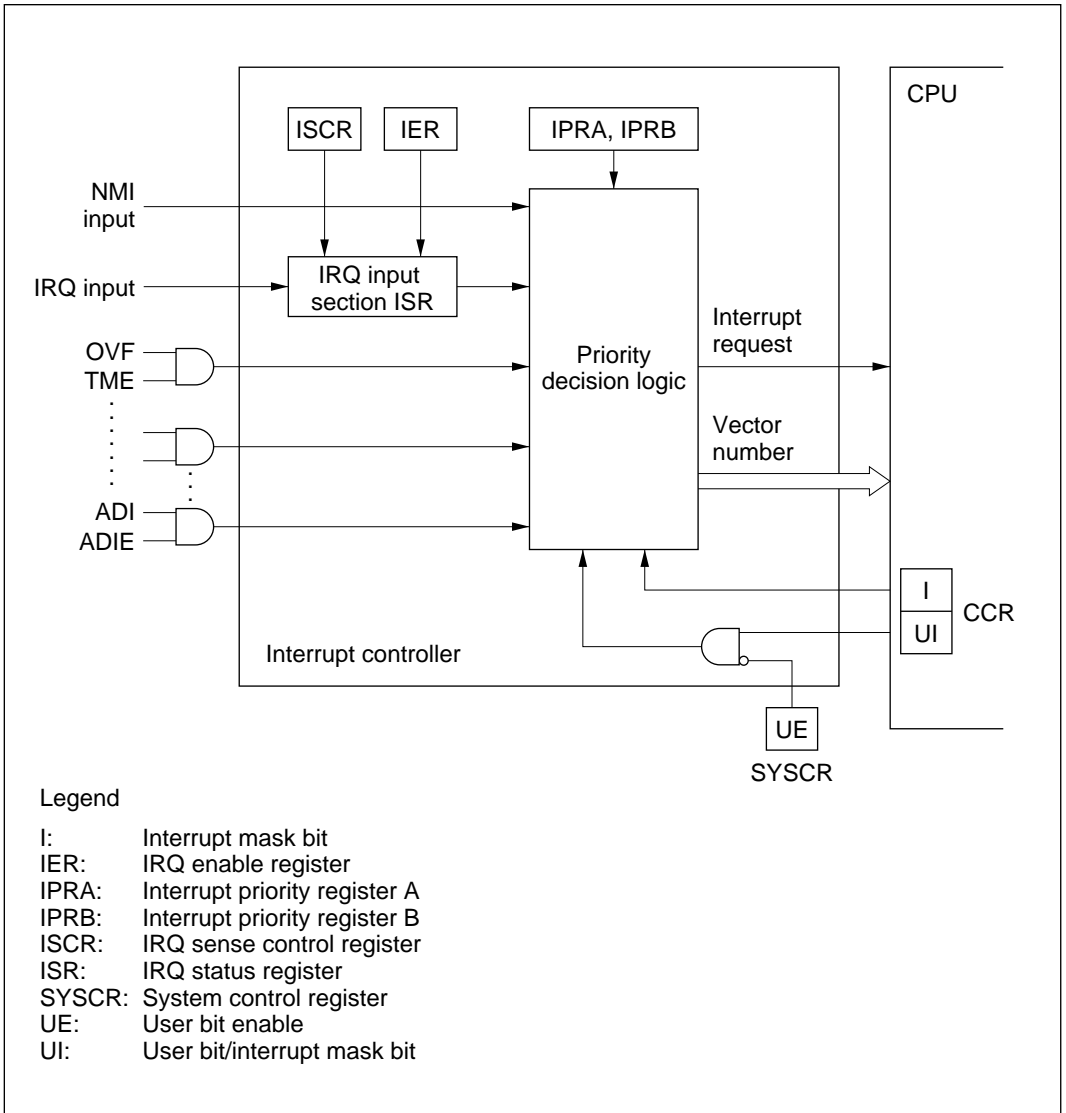 CPU
ISCR
IER
IPRA, IPRB
NMI
input
IRQ input
IRQ input
section ISR
OVF
TME
Priority
decision logic
Interrupt
request
Vector
number
ADI
ADIE
I
UI
CCR
Interrupt controller
UE
SYSCR
Legend
I: Interrupt mask bit
IER: IRQ enable register
IPRA: Interrupt priority register A
IPRB: Interrupt priority register B
ISCR: IRQ sense control register
ISR: IRQ status register
SYSCR: System control register
UE: User bit enable
UI: User bit/interrupt mask bit